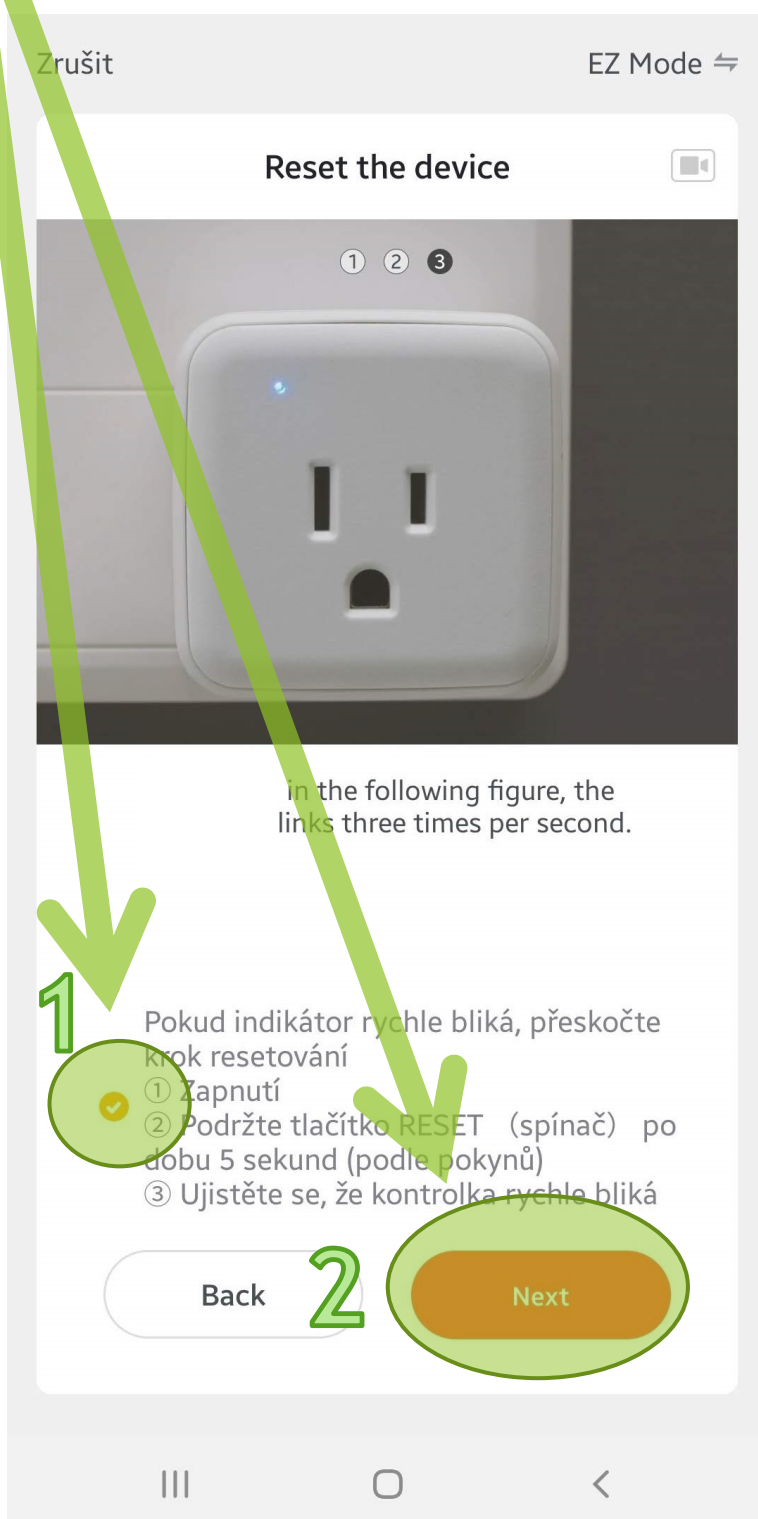 Zrušit
EZ Mode
Reset the device
1 2 3
in the following figure, the
links three times per second.
1
Pokud indikátor rychle bliká, přeskočte
krok resetování
① Zapnutí
② Podržte tlačítko RESET （spínač） po
dobu 5 sekund (podle pokynů)
③ Ujistěte se, že kontrolka rychle bliká
Back
2
Next